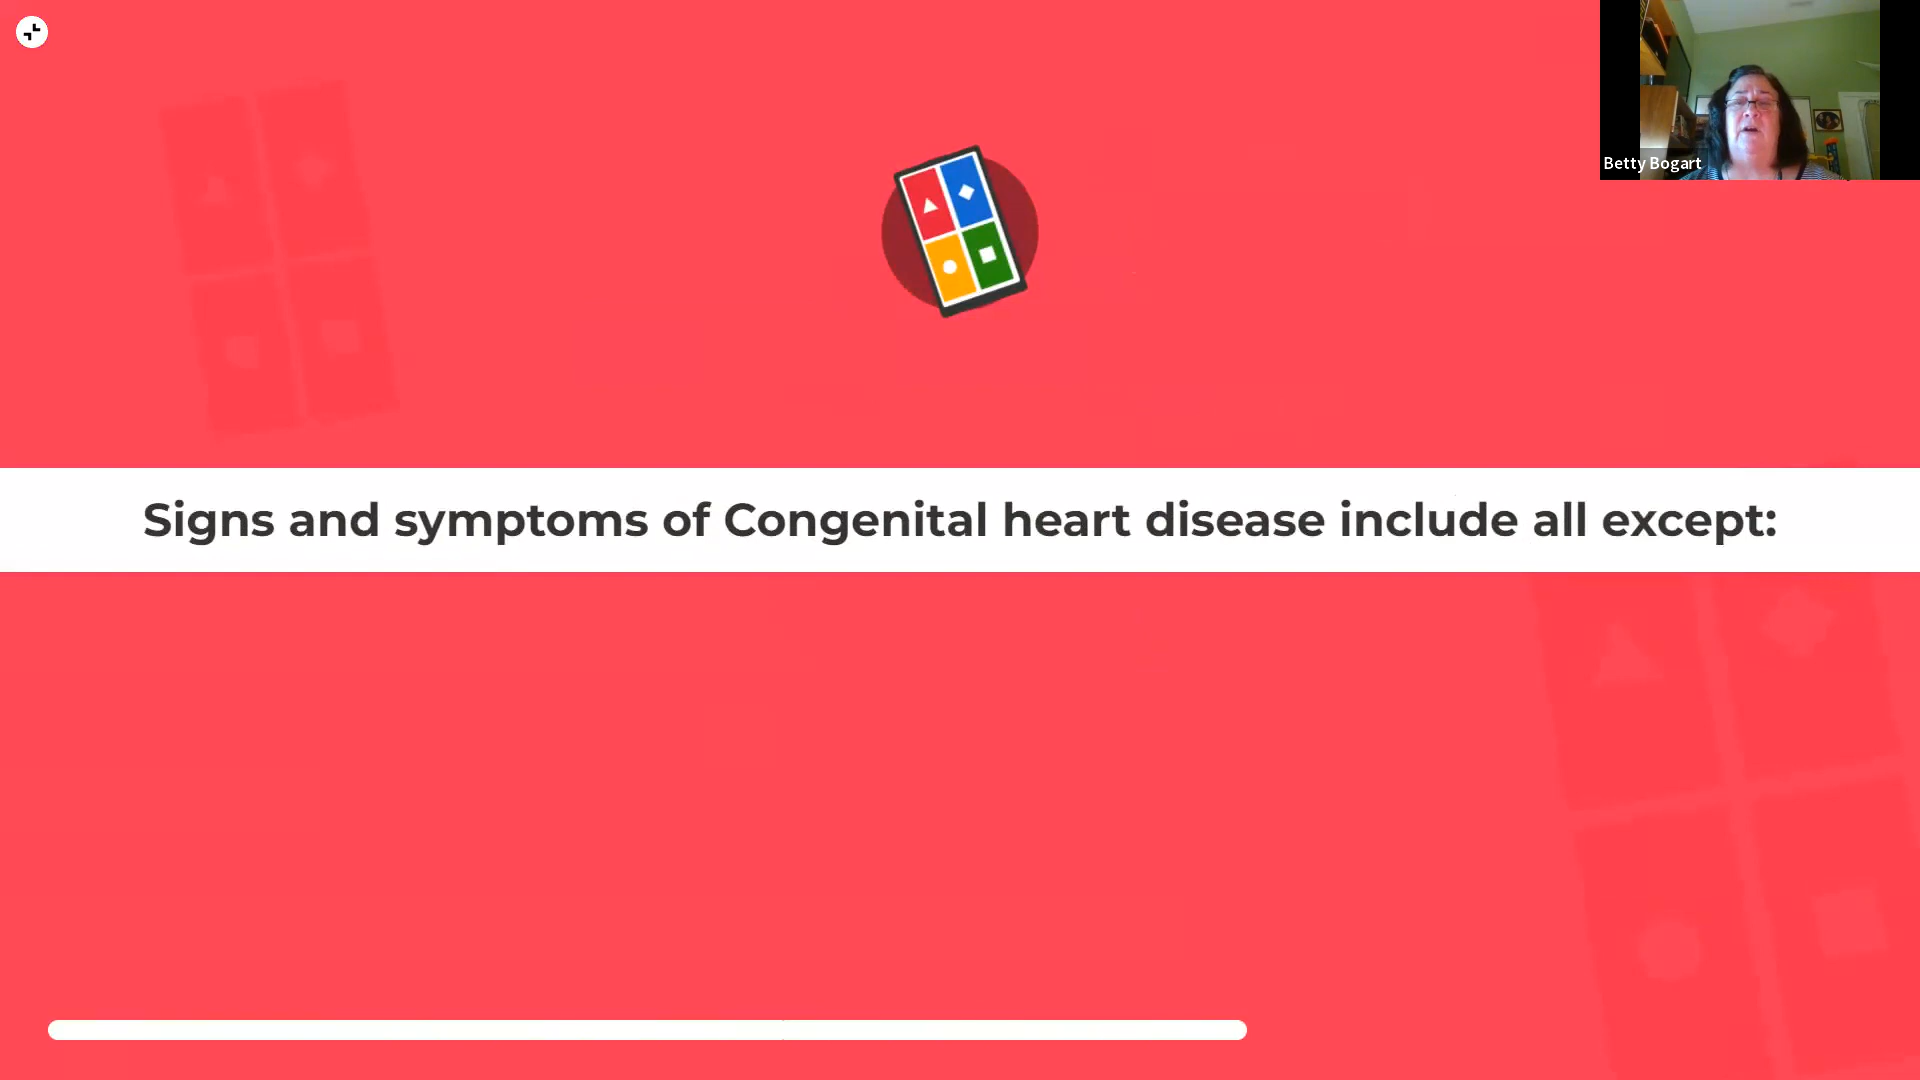 Betty Bogart
Signs and symptoms of Congenital heart disease include all except: